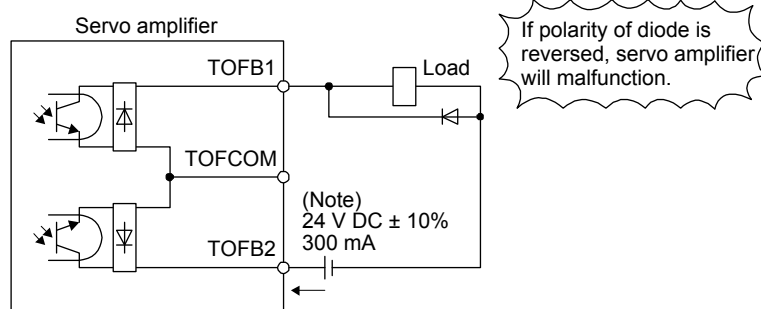 Servo amplifier
If polarity of diode is
reversed, servo amplifier
will malfunction.
TOFB1
Load
TOFCOM
(Note)
24 V DC ± 10%
300 mA
TOFB2